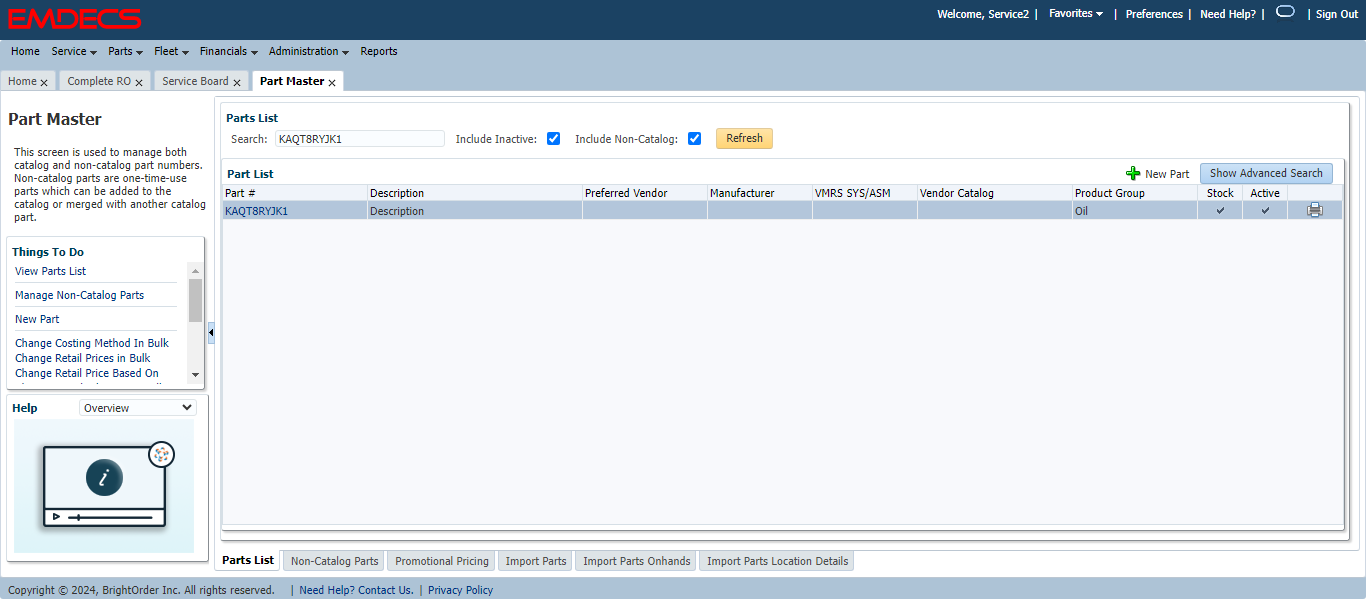 EMDECS
Welcome, Service2 | Favorites | Preferences | Need Help? | | Sign Out
Home Service Parts Fleet Financials Administration Reports
Home x Complete RO x Service Board x Part Master x
Part Master
This screen is used to manage both
catalog and non-catalog part numbers.
Non-catalog parts are one-time-use
parts which can be added to the
catalog or merged with another catalog
part.
Things To Do
View Parts List
Manage Non-Catalog Parts
New Part
Change Costing Method In Bulk
Change Retail Prices in Bulk
Change Retail Price Based On
Help Overview
i
Parts List
Search: KAQT8RYJK1 Include Inactive: Include Non-Catalog: Refresh
Part List New Part Show Advanced Search
Part # Description Preferred Vendor Manufacturer VMRS SYS/ASM Vendor Catalog Product Group Stock Active
KAQT8RYJK1 Description Oil
Parts List Non-Catalog Parts Promotional Pricing Import Parts Import Parts Onhands Import Parts Location Details
Copyright © 2024, BrightOrder Inc. All rights reserved. | Need Help? Contact Us. | Privacy Policy